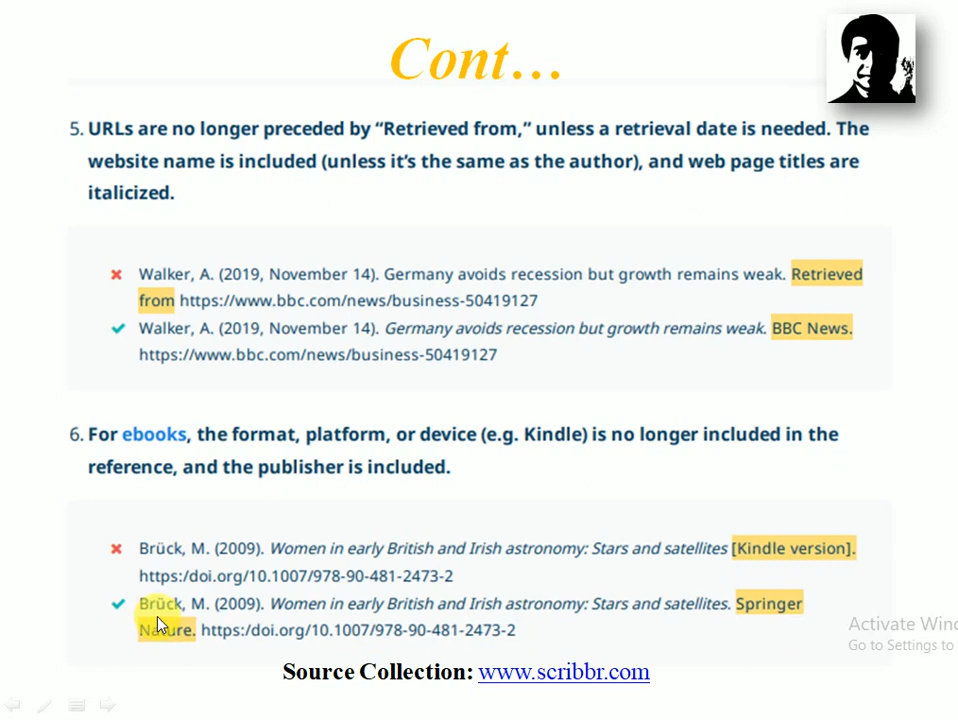 Cont…
5. URLs are no longer preceded by “Retrieved from,” unless a retrieval date is needed. The
website name is included (unless it’s the same as the author), and web page titles are
italicized.
Walker, A. (2019, November 14). Germany avoids recession but growth remains weak. Retrieved
from https://www.bbc.com/news/business-50419127
Walker, A. (2019, November 14). Germany avoids recession but growth remains weak. BBC News.
https://www.bbc.com/news/business-50419127
6. For ebooks, the format, platform, or device (e.g. Kindle) is no longer included in the
reference, and the publisher is included.
Brück, M. (2009). Women in early British and Irish astronomy: Stars and satellites [Kindle version].
https:/doi.org/10.1007/978-90-481-2473-2
Brück, M. (2009). Women in early British and Irish astronomy: Stars and satellites. Springer
Nature. https:/doi.org/10.1007/978-90-481-2473-2
Activate Win
Go to Settings to
Source Collection: www.scribbr.com